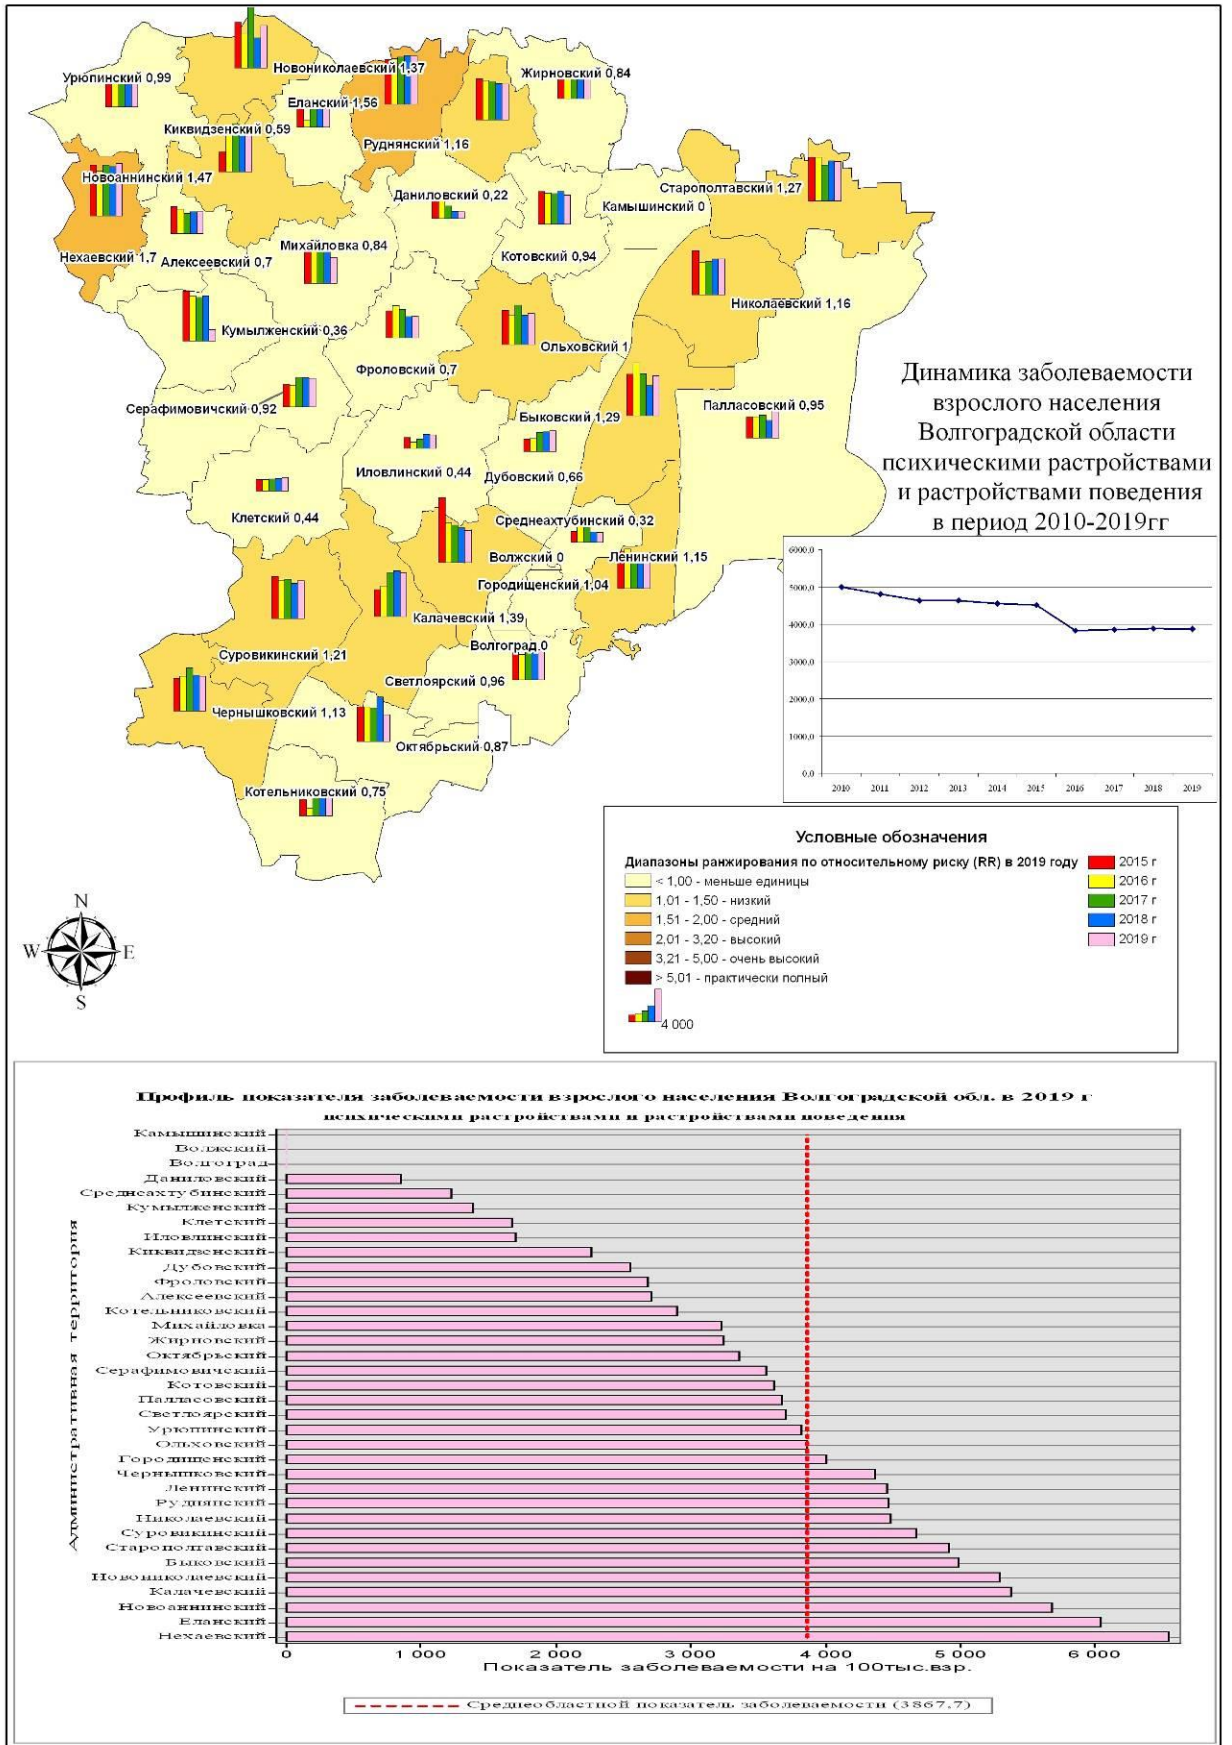 Урюпинский 0,99
Новониколаевский 1,37
Жирновский 0,84
Еланский 1,56
Киквидзенский 0,59
Руднянский 1,16
Новоаннинский 1,47
Даниловский 0,22
Старополтавский 1,27
Камышинский 0
Нехаевский 1,7
Алексеевский 0,7
Михайловка 0,84
Котовский 0,94
Николаевский 1,16
Кумылженский 0,36
Ольховский 1
Фроловский 0,7
Серафимовичский 0,92
Быковский 1,29
Палласовский 0,95
Иловлинский 0,44
Дубовский 0,66
Клетский 0,44
Среднеахтубинский 0,32
Волжский 0
Ленинский 1,15
Городищенский 1,04
Калачевский 1,39
Волгоград 0
Суровикинский 1,21
Светлоярский 0,96
Чернышковский 1,13
Октябрьский 0,87
Котельниковский 0,75
Динамика заболеваемости
взрослого населения
Волгоградской области
психическими растройствами
и растройствами поведения
в период 2010-2019гг
6000,0
5000,0
4000,0
3000,0
2000,0
1000,0
0,0
2010 2011 2012 2013 2014 2015 2016 2017 2018 2019
Условные обозначения
Диапазоны ранжирования по относительному риску (RR) в 2019 году
< 1,00 - меньше единицы
1,01 - 1,50 - низкий
1,51 - 2,00 - средний
2,01 - 3,20 - высокий
3,21 - 5,00 - очень высокий
> 5,01 - практически полный
4 000
2015 г
2016 г
2017 г
2018 г
2019 г
N
W E
S
Профиль показателя заболеваемости взрослого населения Волгоградской обл. в 2019 г
психическими растройствами и растройствами поведения
Административная территория
Камышинский
Волжский
Волгоград
Даниловский
Среднеахтубинский
Кумылженский
Клетский
Иловлинский
Киквидзенский
Дубовский
Фроловский
Алексеевский
Котельниковский
Михайловка
Жирновский
Октябрьский
Серафимовичский
Котовский
Палласовский
Светлоярский
Урюпинский
Ольховский
Городищенский
Чернышковский
Ленинский
Руднянский
Николаевский
Суровикинский
Старополтавский
Быковский
Новониколаевский
Калачевский
Новоаннинский
Еланский
Нехаевский
0 1 000 2 000 3 000 4 000 5 000 6 000
Показатель заболеваемости на 100тыс.взр.
Среднеобластной показатель заболеваемости (3867,7)